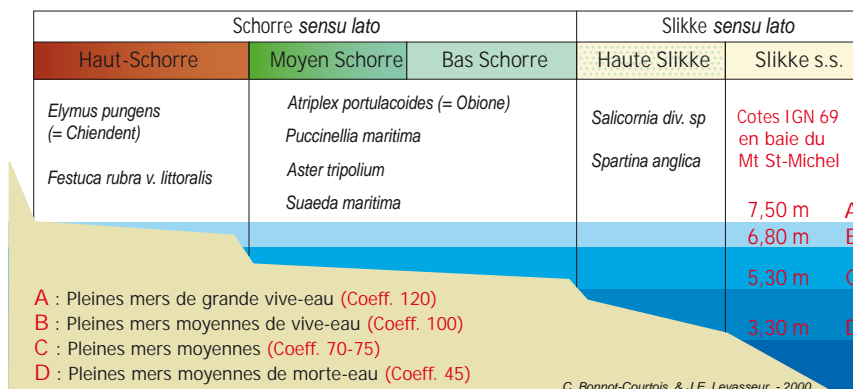 Schorre sensu lato
Slikke sensu lato
Haut-Schorre
Moyen Schorre
Bas Schorre
Haute Slikke
Slikke s.s.
Elymus pungens
(= Chiendent)
Festuca rubra v. littoralis
Atriplex portulacoides (= Obione)
Puccinellia maritima
Aster tripolium
Suaeda maritima
Salicornia div. sp
Spartina anglica
Cotes IGN 69
en baie du
Mt St-Michel
7,50 m A
6,80 m B
5,30 m C
3,30 m D
A : Pleines mers de grande vive-eau (Coeff. 120)
B : Pleines mers moyennes de vive-eau (Coeff. 100)
C : Pleines mers moyennes (Coeff. 70-75)
D : Pleines mers moyennes de morte-eau (Coeff. 45)
C. Bonnot-Courtois & J.E. Levasseur - 2000